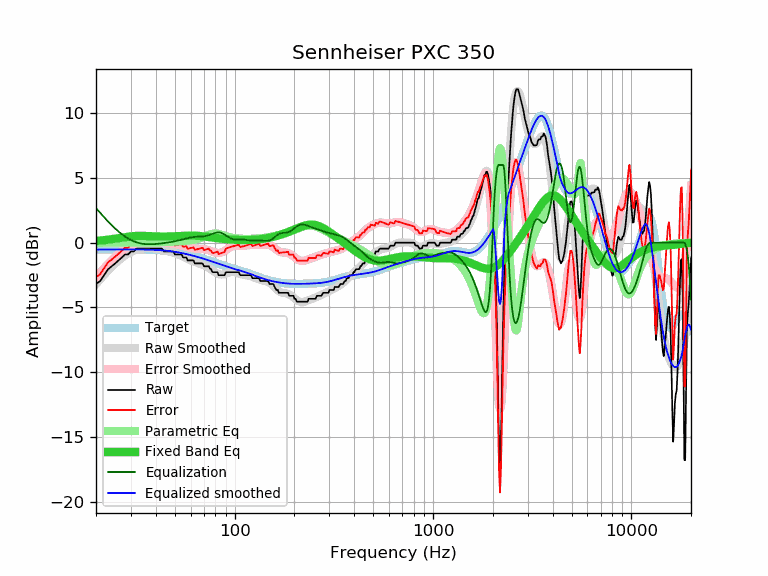 Sennheiser PXC 350
Amplitude (dBr)
10
5
0
−5
−10
−15
−20
Target
Raw Smoothed
Error Smoothed
Raw
Error
Parametric Eq
Fixed Band Eq
Equalization
Equalized smoothed
100 1000 10000
Frequency (Hz)